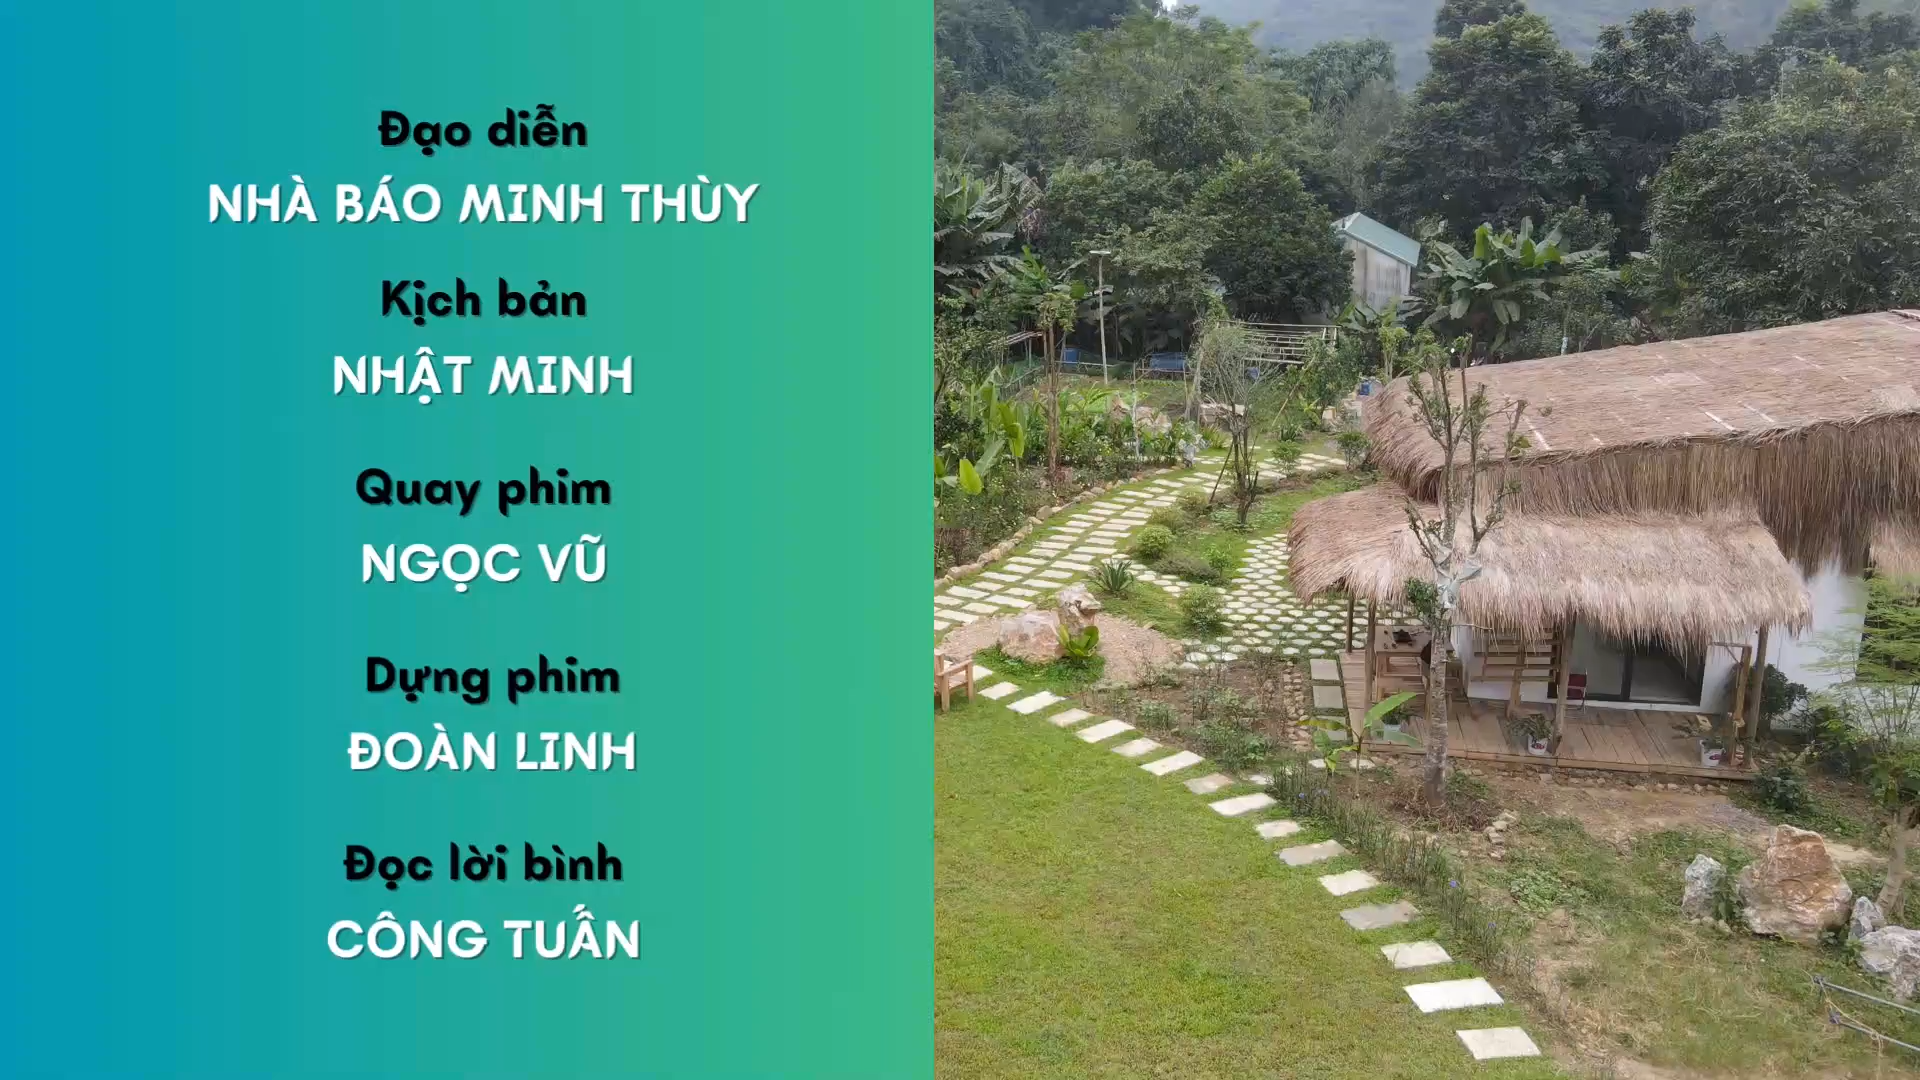 Đạo diễn
NHÀ BÁO MINH THÙY
Kịch bản
NHẬT MINH
Quay phim
NGỌC VŨ
Dựng phim
ĐOÀN LINH
Đọc lời bình
CÔNG TUẤN